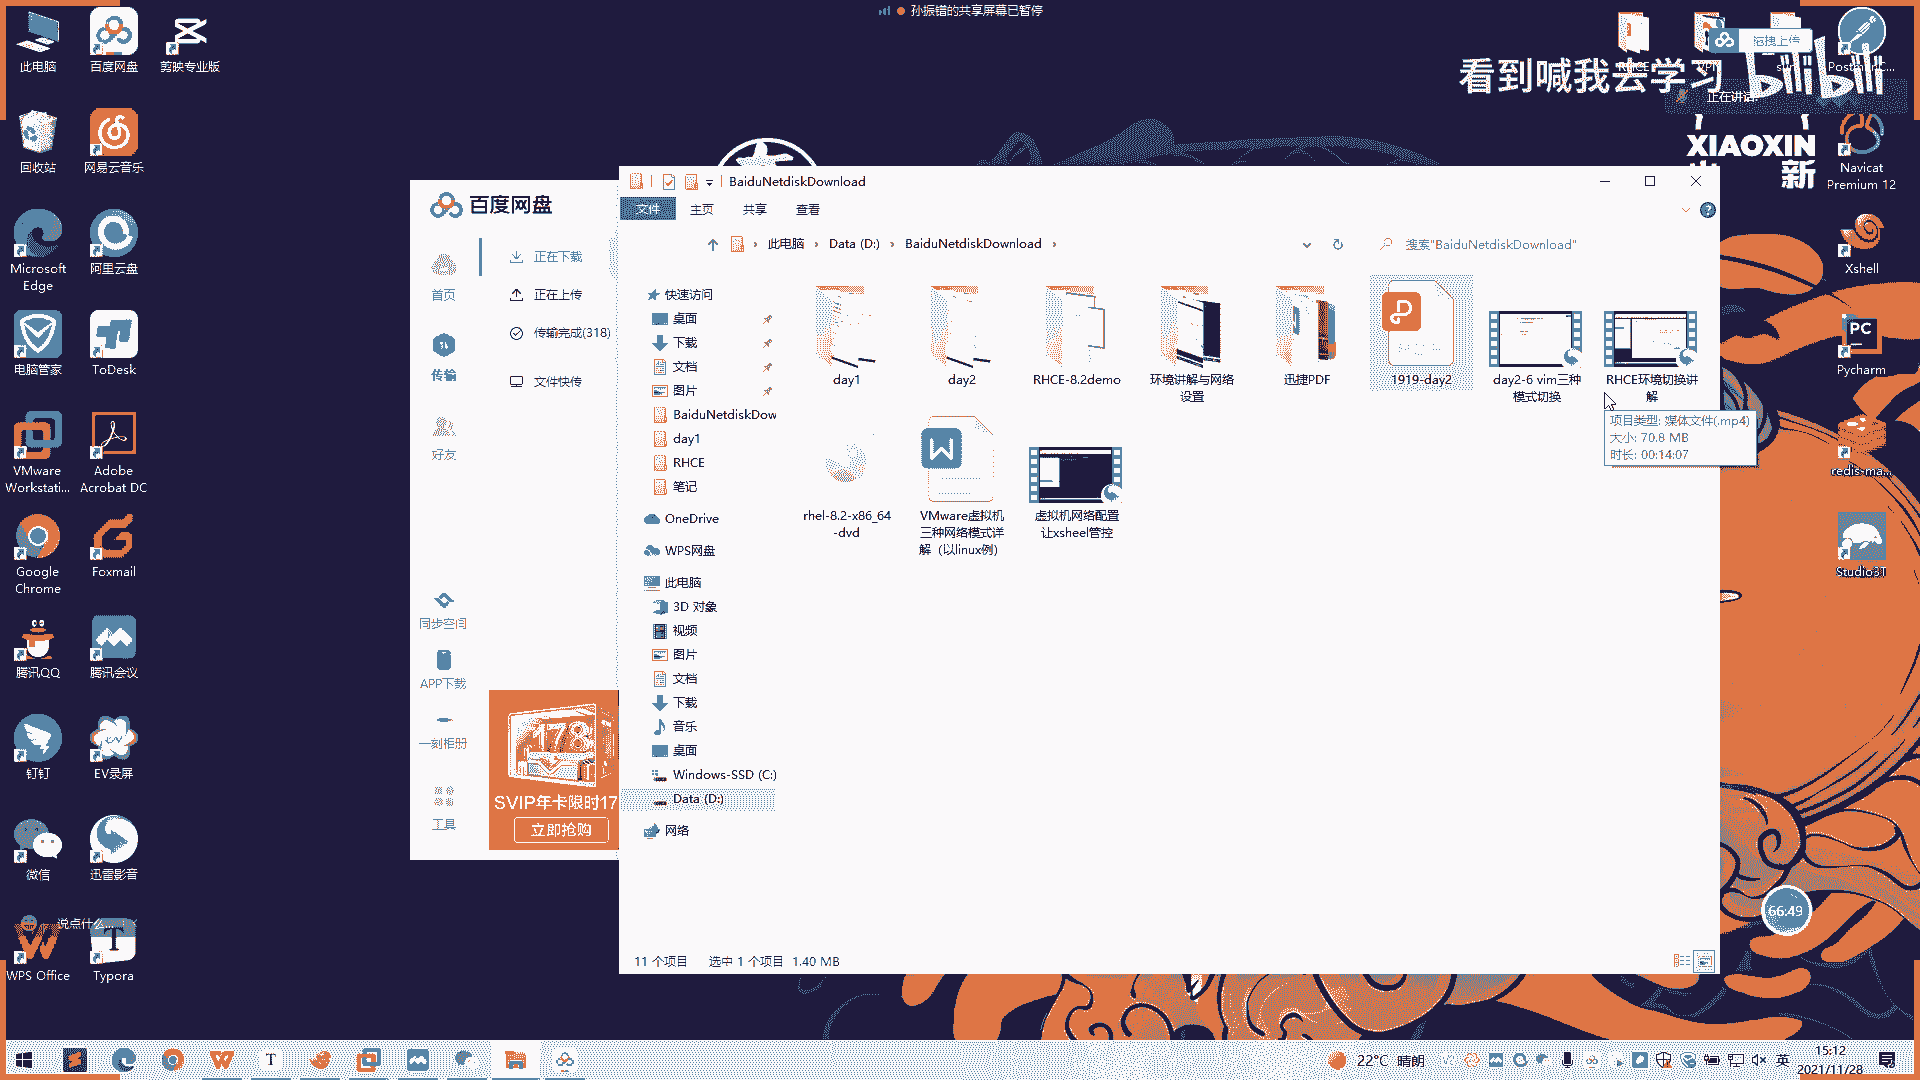 孙振错的共享屏幕已暂停
此电脑
百度网盘
剪映专业版
回收站
网易云音乐
Microsoft Edge
阿里云盘
电脑管家
ToDesk
VMware Workstati...
Adobe Acrobat DC
Google Chrome
Foxmail
腾讯QQ
腾讯会议
钉钉
EV录屏
微信
迅雷影音
说点什么...
WPS Office
Typora
看到喊我去学习
bilibili
拖拽上传
RHCE
VPN
正在讲话:
XIAOXIN
新
Navicat Premium 12
Xshell
PC
Pycharm
redis-ma...
Studio3T
66:49
百度网盘
首页
传输
好友
同步空间
APP下载
一刻相册
工具
正在下载
正在上传
传输完成(318)
文件快传
178
SVIP年卡限时17
立即抢购
BaiduNetdiskDownload
文件
主页
共享
查看
此电脑
Data (D:)
BaiduNetdiskDownload
搜索"BaiduNetdiskDownload"
快速访问
桌面
下载
文档
图片
BaiduNetdiskDow
day1
RHCE
笔记
OneDrive
WPS网盘
此电脑
3D 对象
视频
图片
文档
下载
音乐
桌面
Windows-SSD (C:)
Data (D:)
网络
day1
day2
RHCE-8.2demo
环境讲解与网络
设置
迅捷PDF
1919-day2
day2-6 vim三种
模式切换
RHCE环境切换讲
解
项目类型: 媒体文件(.mp4)
大小: 70.8 MB
时长: 00:14:07
rhel-8.2-x86_64
-dvd
VMware虚拟机
三种网络模式详
解（以linux例）
虚拟机网络配置
让xsheel管控
11 个项目
选中 1 个项目 1.40 MB
22°C 晴朗
英
15:12
2021/11/28